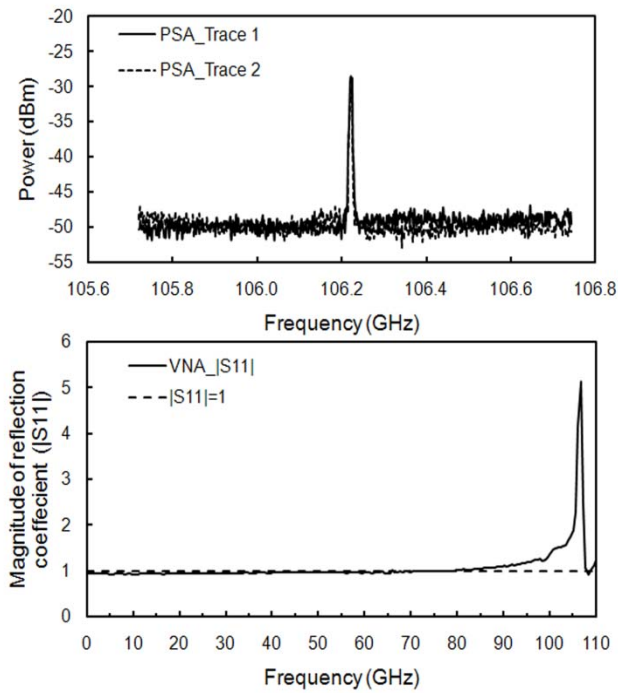 -20
-25
-30
-35
-40
-45
-50
-55
Power (dBm)
PSA_Trace 1
PSA_Trace 2
105.6 105.8 106.0 106.2 106.4 106.6 106.8
Frequency (GHz)
6
5
4
3
2
1
0
Magnitude of reflection
coeffecient (|S11|)
VNA_|S11|
|S11|=1
0 10 20 30 40 50 60 70 80 90 100 110
Frequency (GHz)